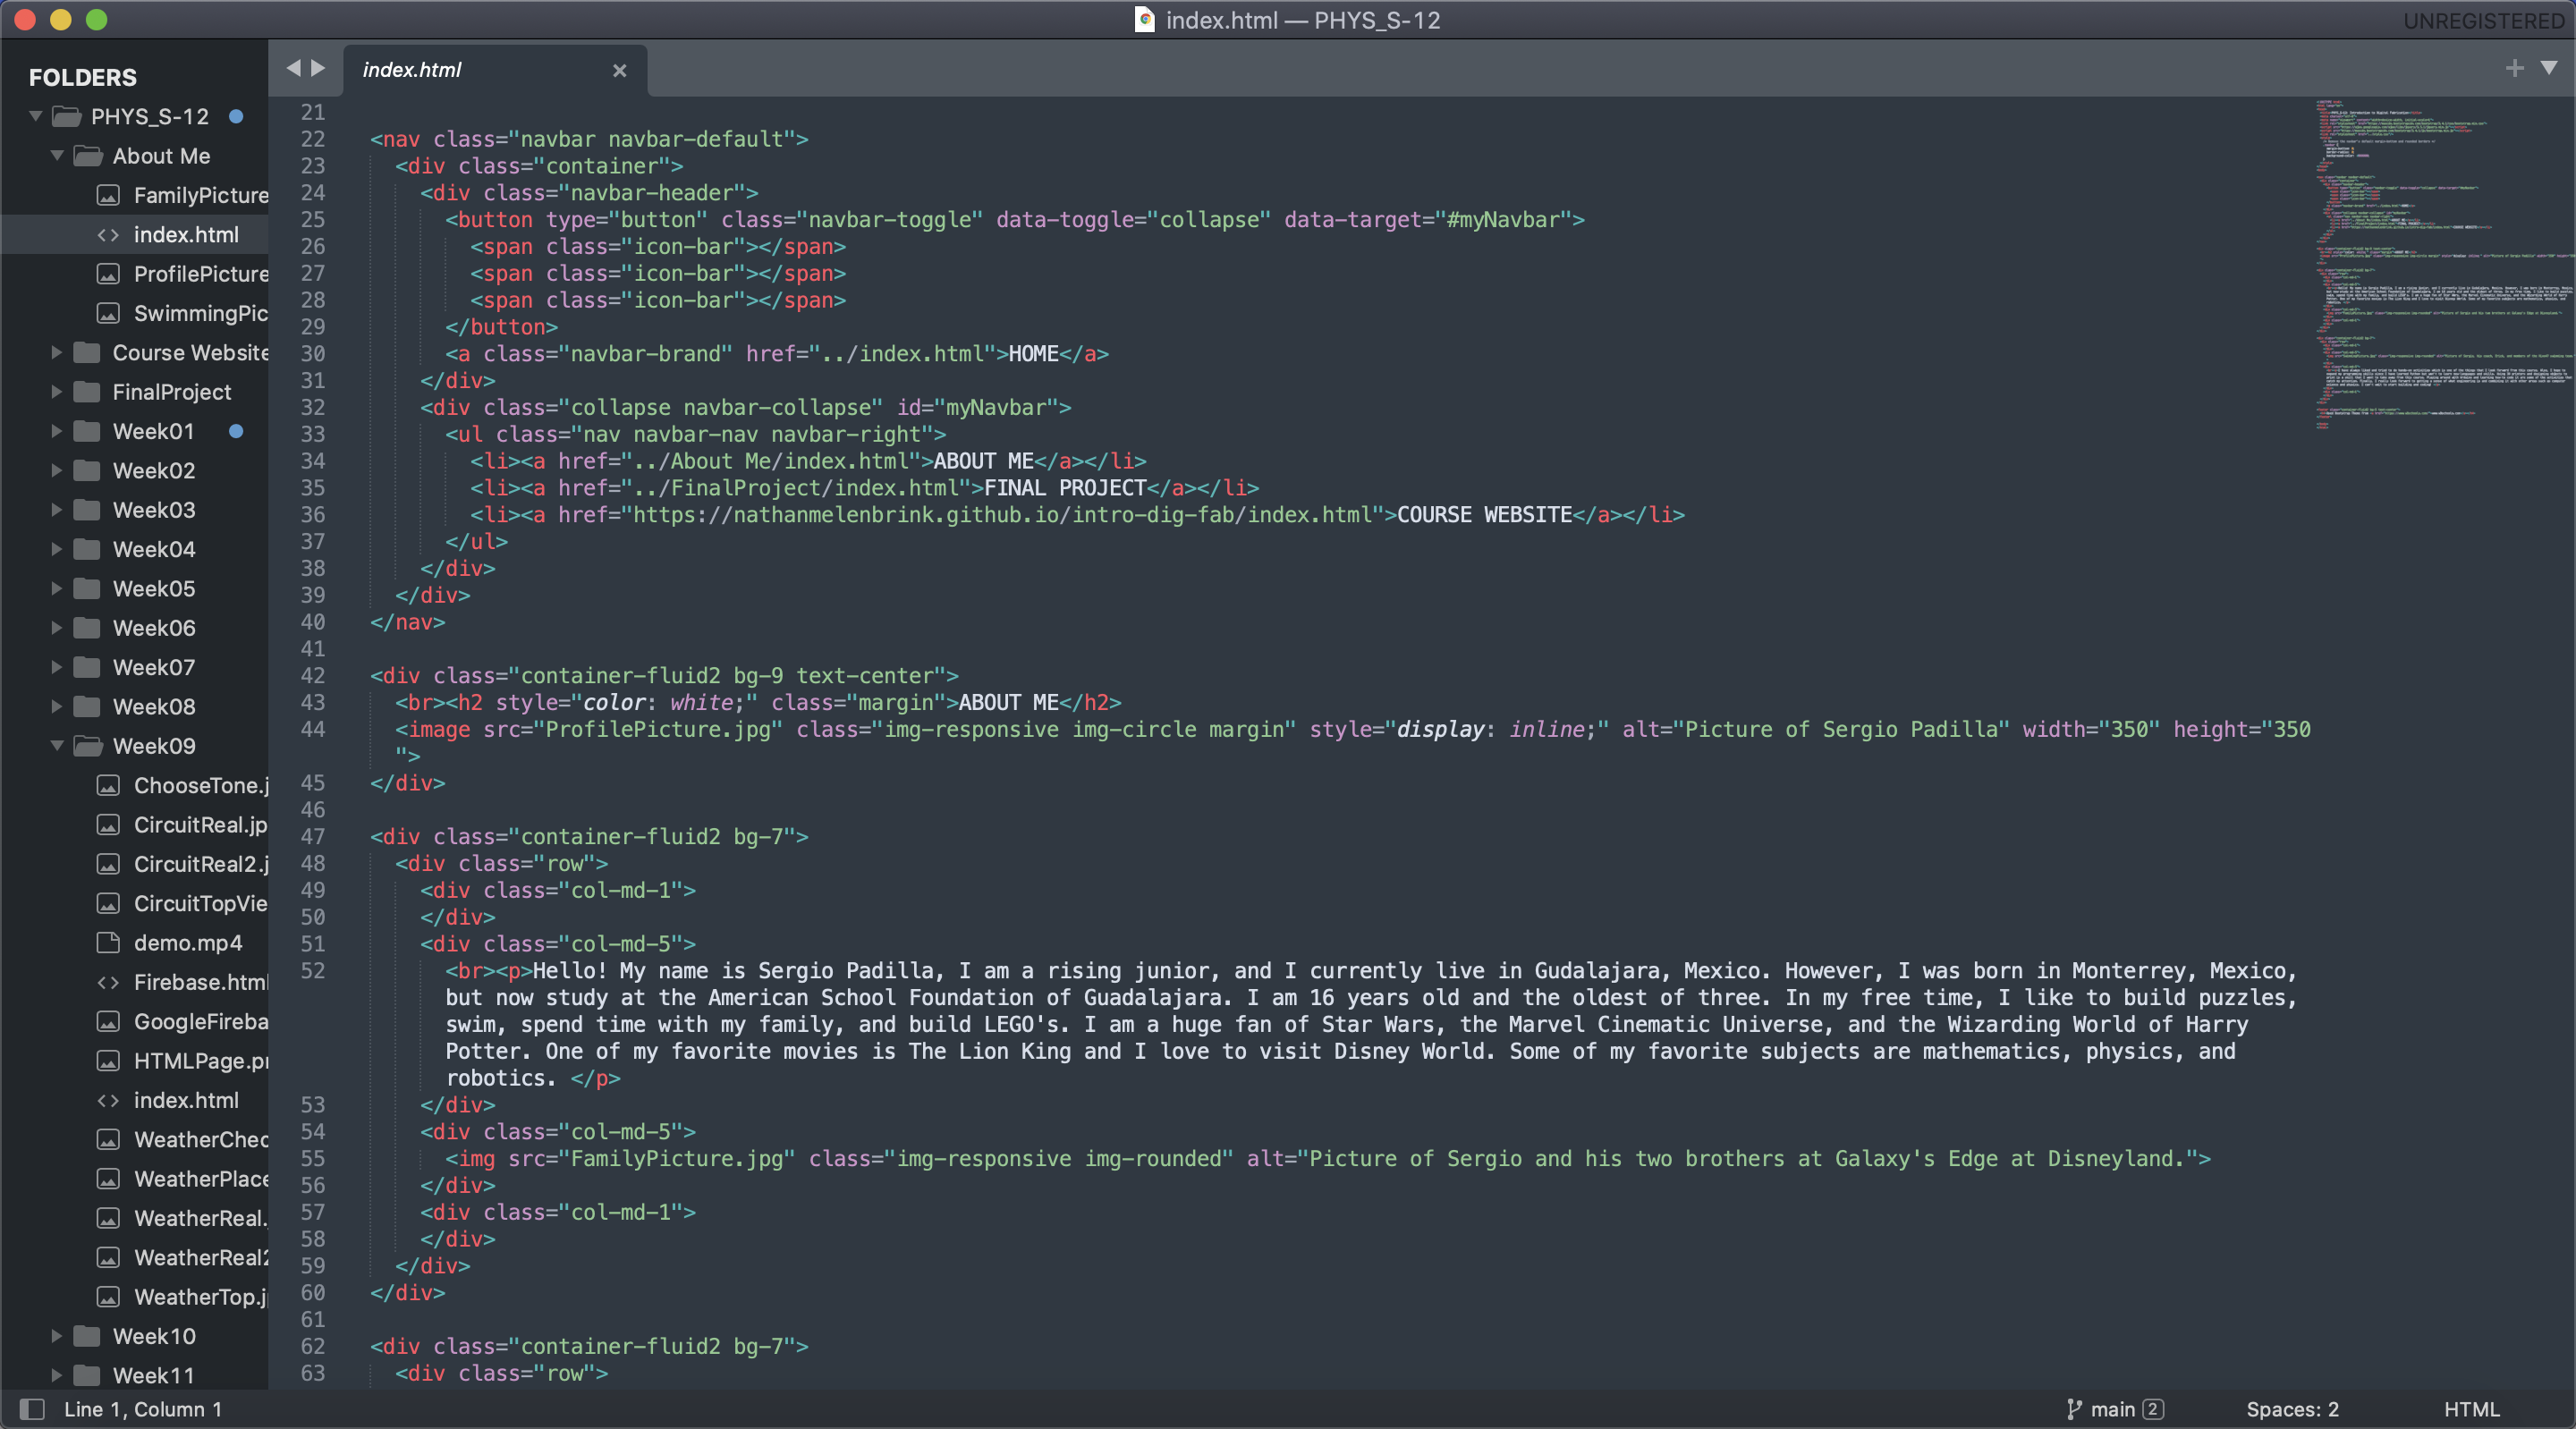 index.html — PHYS_S-12
UNREGISTERED
FOLDERS
PHYS_S-12
About Me
FamilyPicture
index.html
ProfilePicture
SwimmingPic
Course Website
FinalProject
Week01
Week02
Week03
Week04
Week05
Week06
Week07
Week08
Week09
ChooseTone.j
CircuitReal.jp
CircuitReal2.j
CircuitTopVie
demo.mp4
Firebase.html
GoogleFireba
HTMLPage.pr
index.html
WeatherChec
WeatherPlace
WeatherReal.
WeatherReal2
WeatherTop.j
Week10
Week11
index.html
21
22 <nav class="navbar navbar-default">
23 <div class="container">
24 <div class="navbar-header">
25 <button type="button" class="navbar-toggle" data-toggle="collapse" data-target="#myNavbar">
26 <span class="icon-bar"></span>
27 <span class="icon-bar"></span>
28 <span class="icon-bar"></span>
29 </button>
30 <a class="navbar-brand" href="../index.html">HOME</a>
31 </div>
32 <div class="collapse navbar-collapse" id="myNavbar">
33 <ul class="nav navbar-nav navbar-right">
34 <li><a href="../About Me/index.html">ABOUT ME</a></li>
35 <li><a href="../FinalProject/index.html">FINAL PROJECT</a></li>
36 <li><a href="https://nathanmelenbrink.github.io/intro-dig-fab/index.html">COURSE WEBSITE</a></li>
37 </ul>
38 </div>
39 </div>
40 </nav>
41
42 <div class="container-fluid2 bg-9 text-center">
43 <br><h2 style="color: white;" class="margin">ABOUT ME</h2>
44 <image src="ProfilePicture.jpg" class="img-responsive img-circle margin" style="display: inline;" alt="Picture of Sergio Padilla" width="350" height="350
">
45 </div>
46
47 <div class="container-fluid2 bg-7">
48 <div class="row">
49 <div class="col-md-1">
50 </div>
51 <div class="col-md-5">
52 <br><p>Hello! My name is Sergio Padilla, I am a rising junior, and I currently live in Gudalajara, Mexico. However, I was born in Monterrey, Mexico,
but now study at the American School Foundation of Guadalajara. I am 16 years old and the oldest of three. In my free time, I like to build puzzles,
swim, spend time with my family, and build LEGO's. I am a huge fan of Star Wars, the Marvel Cinematic Universe, and the Wizarding World of Harry
Potter. One of my favorite movies is The Lion King and I love to visit Disney World. Some of my favorite subjects are mathematics, physics, and
robotics. </p>
53 </div>
54 <div class="col-md-5">
55 <img src="FamilyPicture.jpg" class="img-responsive img-rounded" alt="Picture of Sergio and his two brothers at Galaxy's Edge at Disneyland.">
56 </div>
57 <div class="col-md-1">
58 </div>
59 </div>
60 </div>
61
62 <div class="container-fluid2 bg-7">
63 <div class="row">
Line 1, Column 1
main 2
Spaces: 2
HTML